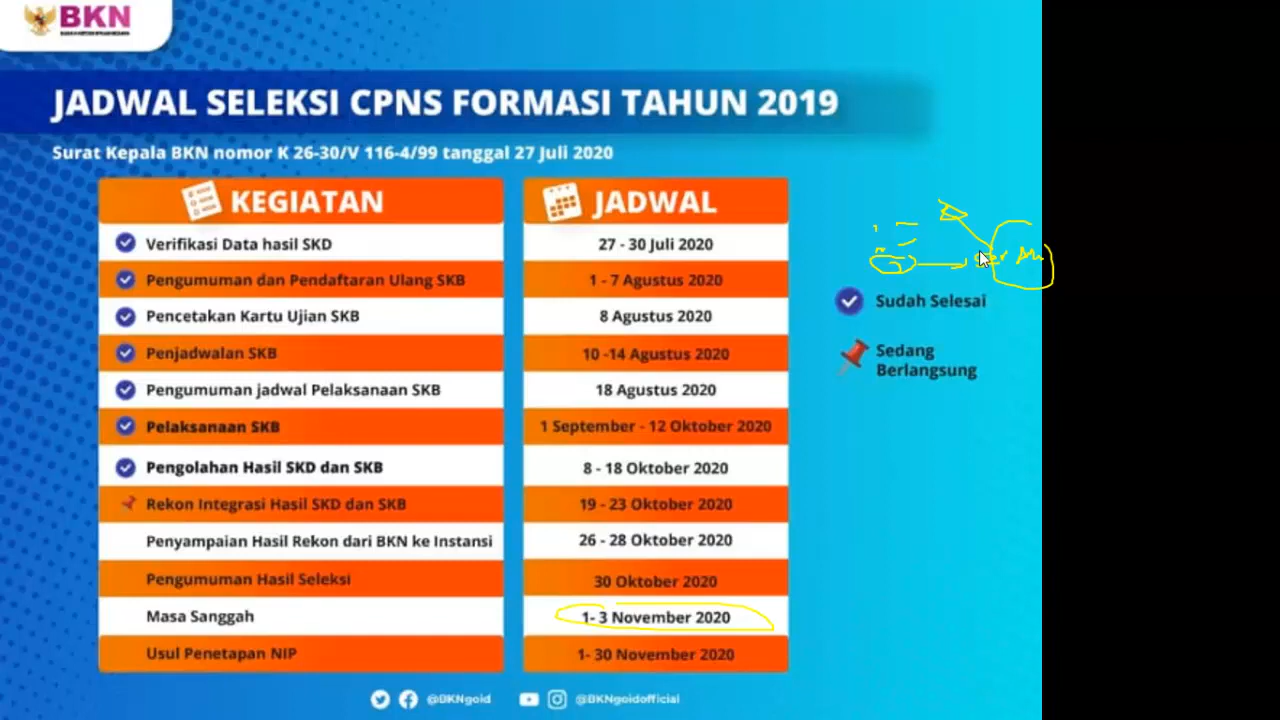 BKN
JADWAL SELEKSI CPNS FORMASI TAHUN 2019
Surat Kepala BKN nomor K 26-30/V 116-4/99 tanggal 27 Juli 2020
KEGIATAN JADWAL
Verifikasi Data hasil SKD 27 - 30 Juli 2020
Pengumuman dan Pendaftaran Ulang SKB 1 - 7 Agustus 2020
Pencetakan Kartu Ujian SKB 8 Agustus 2020
Penjadwalan SKB 10 -14 Agustus 2020
Pengumuman jadwal Pelaksanaan SKB 18 Agustus 2020
Pelaksanaan SKB 1 September - 12 Oktober 2020
Pengolahan Hasil SKD dan SKB 8 - 18 Oktober 2020
Rekon Integrasi Hasil SKD dan SKB 19 - 23 Oktober 2020
Penyampaian Hasil Rekon dari BKN ke Instansi 26 - 28 Oktober 2020
Pengumuman Hasil Seleksi 30 Oktober 2020
Masa Sanggah 1- 3 November 2020
Usul Penetapan NIP 1- 30 November 2020
Sudah Selesai
Sedang
Berlangsung
@BKNgoid @BKNgoidofficial